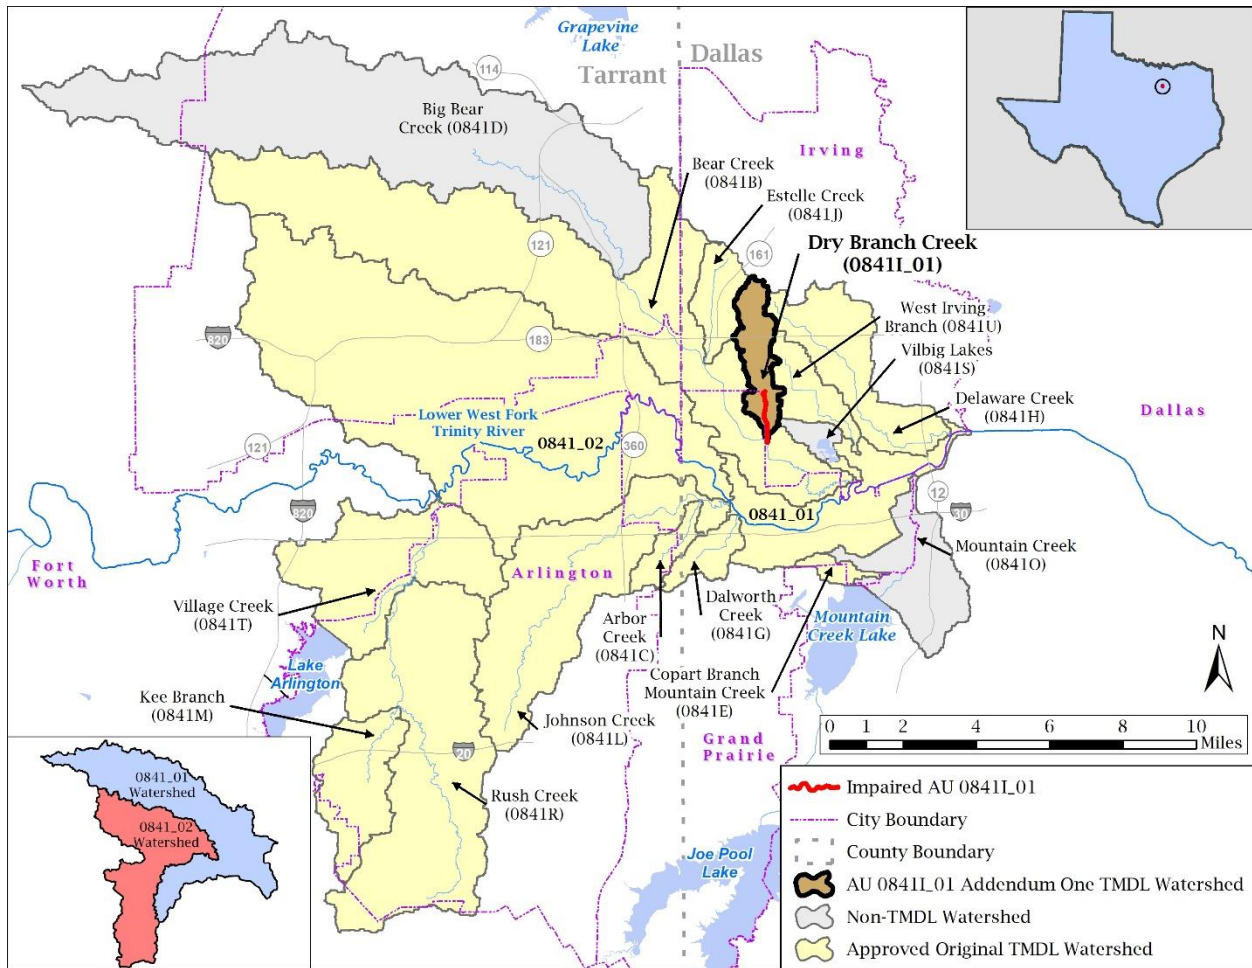 Grapevine
Lake
Dallas
Tarrant
114
Big Bear
Creek (0841D)
Irving
Bear Creek
(0841B)
Estelle Creek
(0841J)
161
Dry Branch Creek
(0841I_01)
121
West Irving
Branch (0841U)
Vilbig Lakes
(0841S)
820
183
Delaware Creek
(0841H)
Dallas
Lower West Fork
Trinity River
0841_02
121
360
820
0841_01
12
30
Fort
Worth
Arlington
Mountain Creek
(0841O)
Village Creek
(0841T)
Arbor
Creek
(0841C)
Dalworth
Creek
(0841G)
Mountain
Creek Lake
Lake
Arlington
Copart Branch
Mountain Creek
(0841E)
N
Kee Branch
(0841M)
Johnson Creek
(0841L)
20
Grand
Prairie
0 1 2 4 6 8 10
Miles
Rush Creek
(0841R)
Joe Pool
Lake
0841_01
Watershed
0841_02
Watershed
Impaired AU 0841I_01
City Boundary
County Boundary
AU 0841I_01 Addendum One TMDL Watershed
Non-TMDL Watershed
Approved Original TMDL Watershed